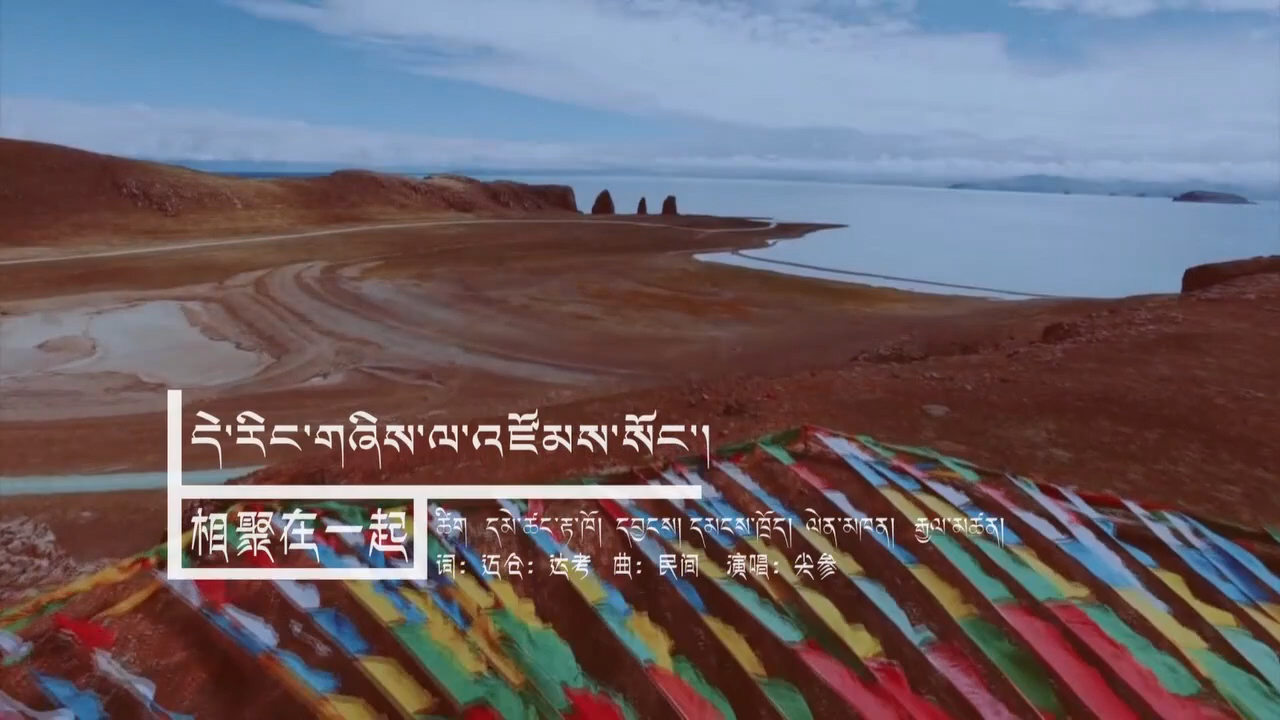 དེ་རིང་གཞིས་ལ་འཛོམས་སོང་།
相聚在一起
ཚིག དམེ་ཚང་རྟ་ཁོ། དབྱངས། དམངས་ཁྲོད། ལེན་མཁན། རྒྱལ་མཚན།
词：迈仓：达考 曲：民间 演唱：尖参